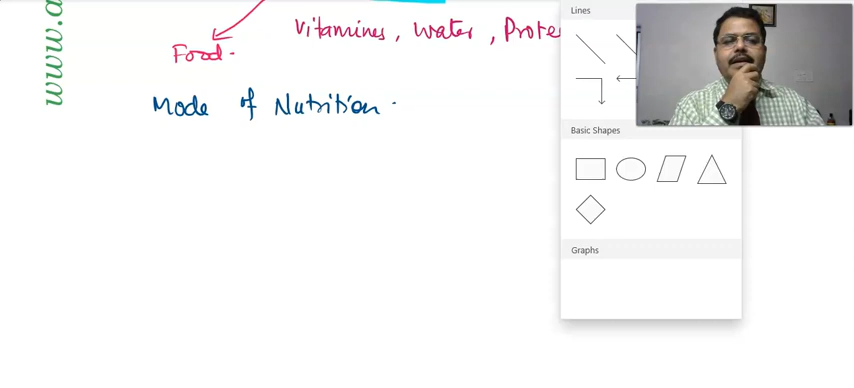 Vitamines, Water, Prote
Food.
Mode of Nutrition.
www.a
Lines
Basic Shapes
Graphs